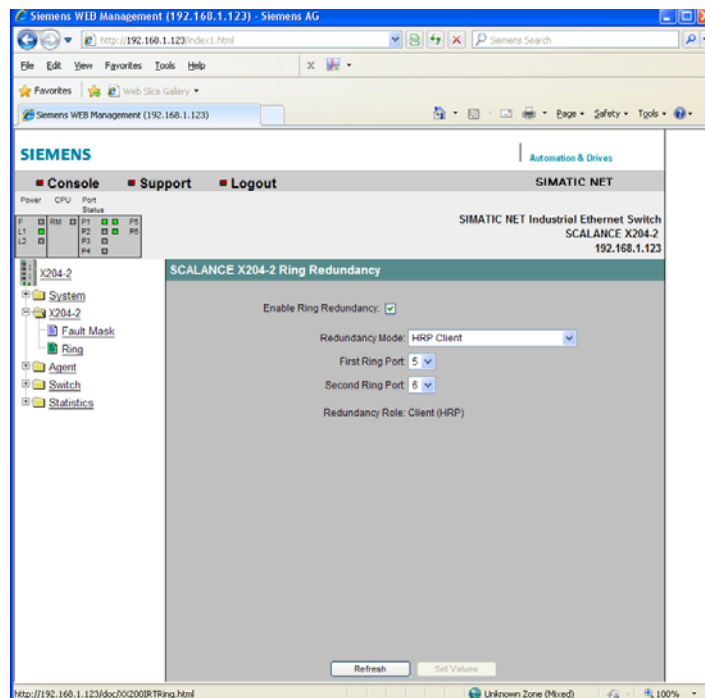 Siemens WEB Management (192.168.1.123) - Siemens AG
http://192.168.1.123/index1.html
Siemens Search
File Edit View Favorites Tools Help
x
Favorites Web Slice Gallery
Siemens WEB Management (192.168.1.123)
Page Safety Tools
SIEMENS
Automation & Drives
Console Support Logout SIMATIC NET
Power CPU Port
Status
F RM P1 P5
L1 P2 P6
L2 P3
P4
SIMATIC NET Industrial Ethernet Switch
SCALANCE X204-2
192.168.1.123
X204-2
System
X204-2
Fault Mask
Ring
Agent
Switch
Statistics
SCALANCE X204-2 Ring Redundancy
Enable Ring Redundancy:
Redundancy Mode: HRP Client
First Ring Port: 5
Second Ring Port: 6
Redundancy Role: Client (HRP)
Refresh Set Values
http://192.168.1.123/doc/XX200IRTRing.html
Unknown Zone (Mixed) 100%